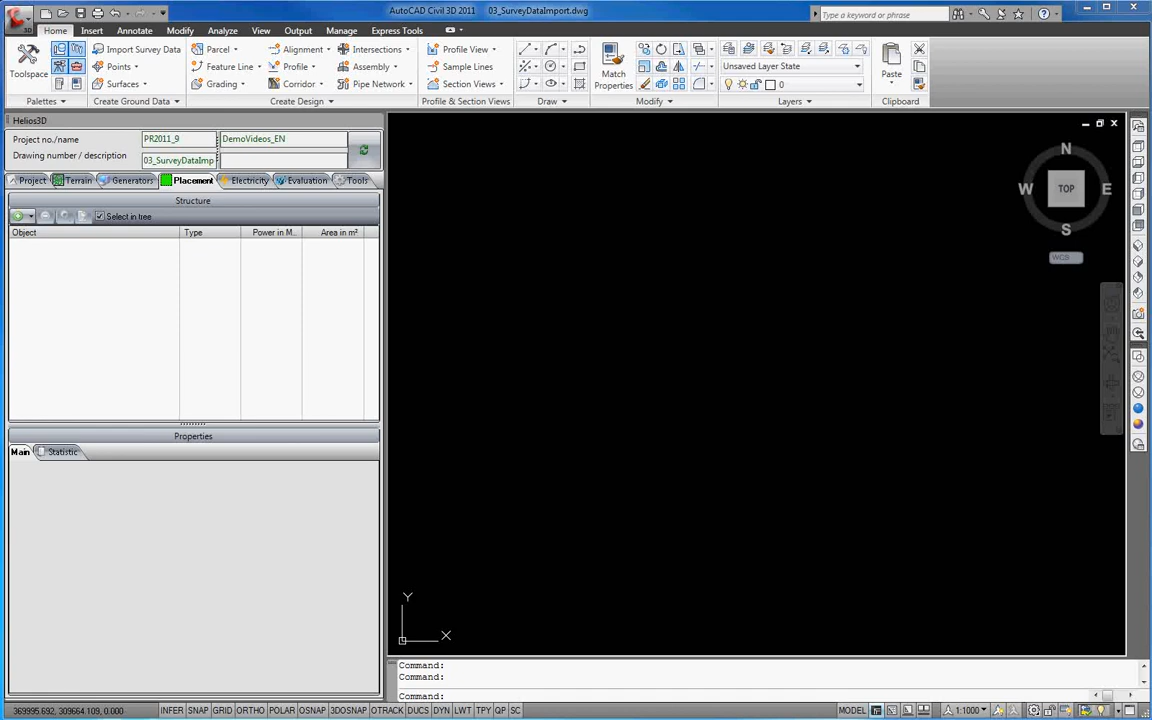 AutoCAD Civil 3D 2011 03_SurveyDataImport.dwg
Type a keyword or phrase
3D
Home Insert Annotate Modify Analyze View Output Manage Express Tools
Toolspace
Import Survey Data
Points
Surfaces
Parcel
Feature Line
Grading
Alignment
Profile
Corridor
Intersections
Assembly
Pipe Network
Profile View
Sample Lines
Section Views
Match
Properties
Unsaved Layer State
0
Paste
Palettes Create Ground Data Create Design Profile & Section Views Draw Modify Layers Clipboard
Helios3D
Project no./name PR2011_9 DemoVideos_EN
Drawing number / description 03_SurveyDataImp
Project Terrain Generators Placement Electricity Evaluation Tools
Structure
Select in tree
Object Type Power in M... Area in m²
Properties
Main Statistic
N
W TOP E
S
WCS
Y
X
Command:
Command:
Command:
369995.692, 309664.109, 0.000 INFER SNAP GRID ORTHO POLAR OSNAP 3DOSNAP OTRACK DUCS DYN LWT TPY QP SC MODEL 1:1000